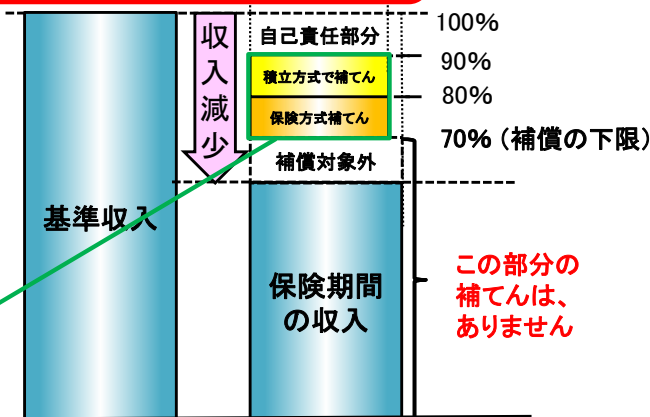 100%
自己責任部分
90%
積立方式で補てん
80%
保険方式補てん
70%（補償の下限）
補償対象外
収入減少
基準収入
保険期間
の収入
この部分の
補てんは、
ありません